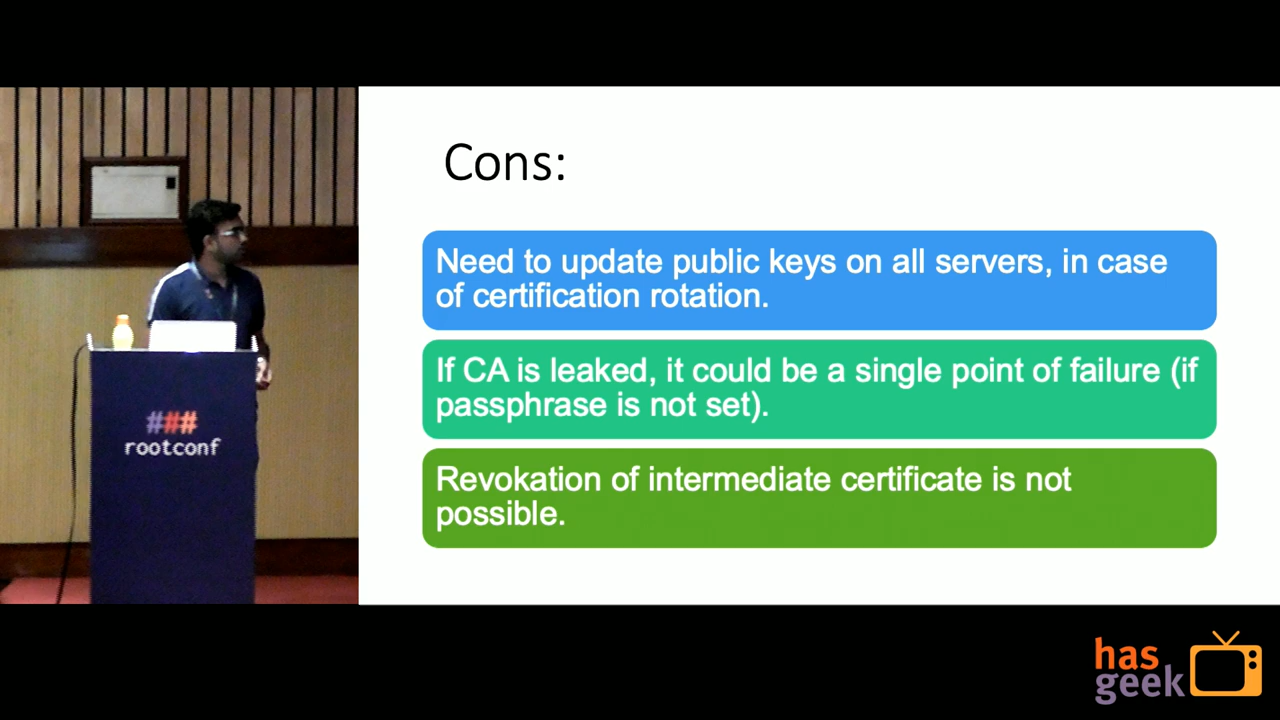 Cons:
Need to update public keys on all servers, in case
of certification rotation.
If CA is leaked, it could be a single point of failure (if
passphrase is not set).
Revokation of intermediate certificate is not
possible.
###
rootconf
has
geek